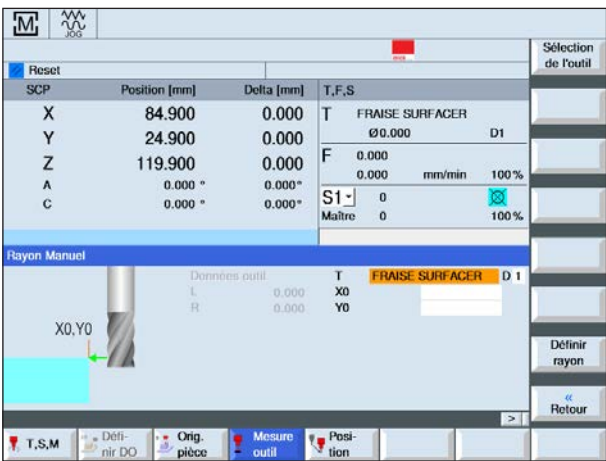 M JOG
Sélection de l'outil
Reset
SCP Position [mm] Delta [mm] T,F,S
X 84.900 0.000 T FRAISE SURFACER
Y 24.900 0.000 Ø0.000 D1
Z 119.900 0.000 F 0.000
0.000 mm/min 100%
A 0.000 ° 0.000°
C 0.000 ° 0.000°
S1 0
Maître 0 100%
Rayon Manuel
Données outil T FRAISE SURFACER D 1
L 0.000 X0
R 0.000 Y0
X0,Y0
Définir rayon
«
Retour
>
T,S,M
Défi-
nir DO
Orig.
pièce
Mesure
outil
Posi-
tion